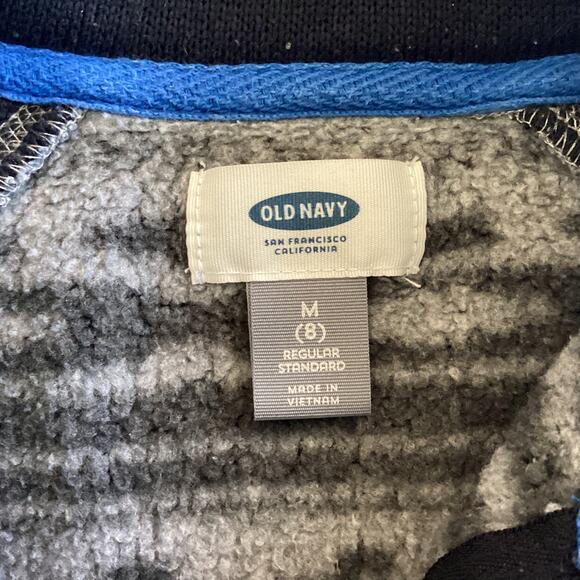 OLD NAVY
SAN FRANCISCO
CALIFORNIA
M
(8)
REGULAR
STANDARD
MADE IN
VIETNAM